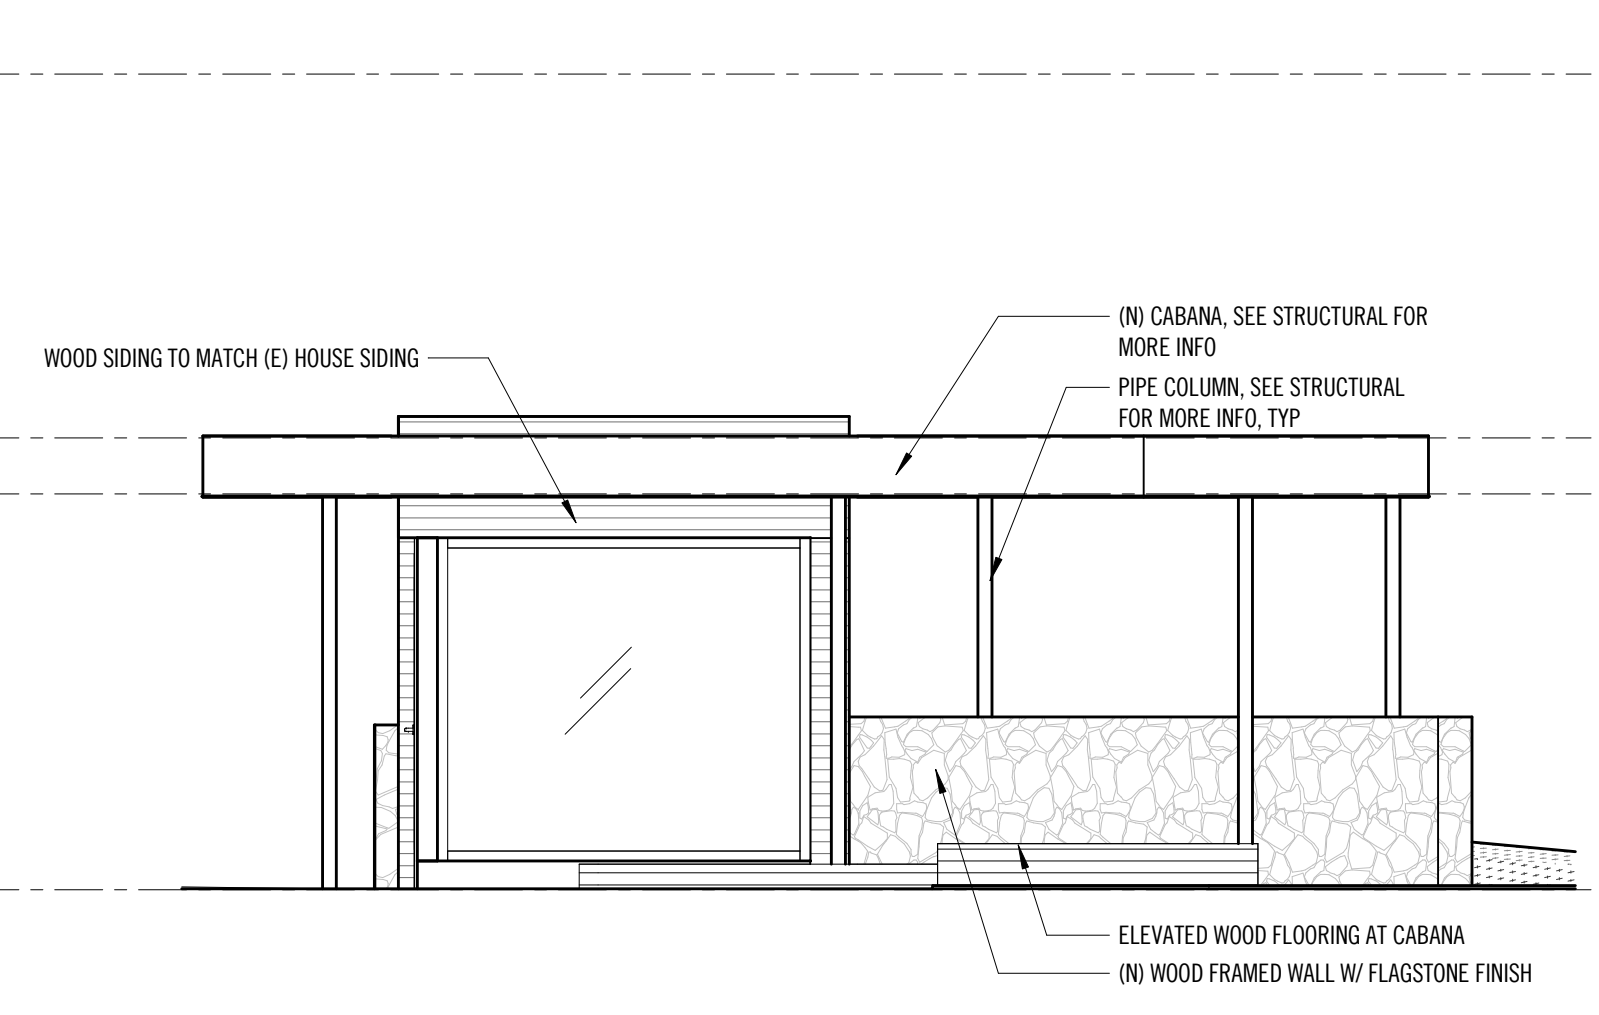 (N) CABANA, SEE STRUCTURAL FOR
MORE INFO
WOOD SIDING TO MATCH (E) HOUSE SIDING
PIPE COLUMN, SEE STRUCTURAL
FOR MORE INFO, TYP
ELEVATED WOOD FLOORING AT CABANA
(N) WOOD FRAMED WALL W/ FLAGSTONE FINISH